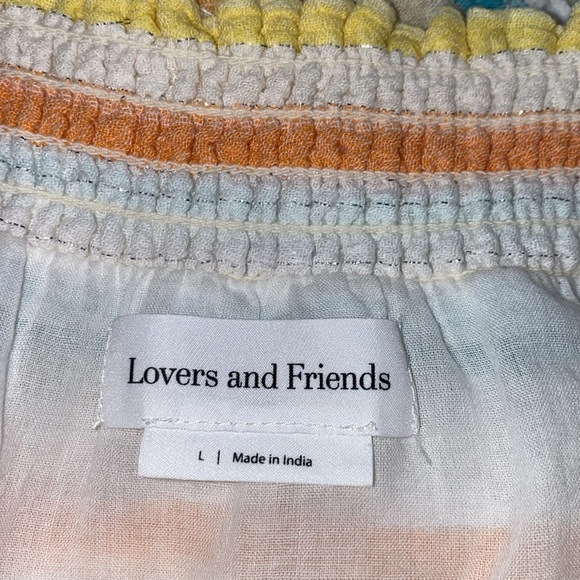 Lovers and Friends
L | Made in India